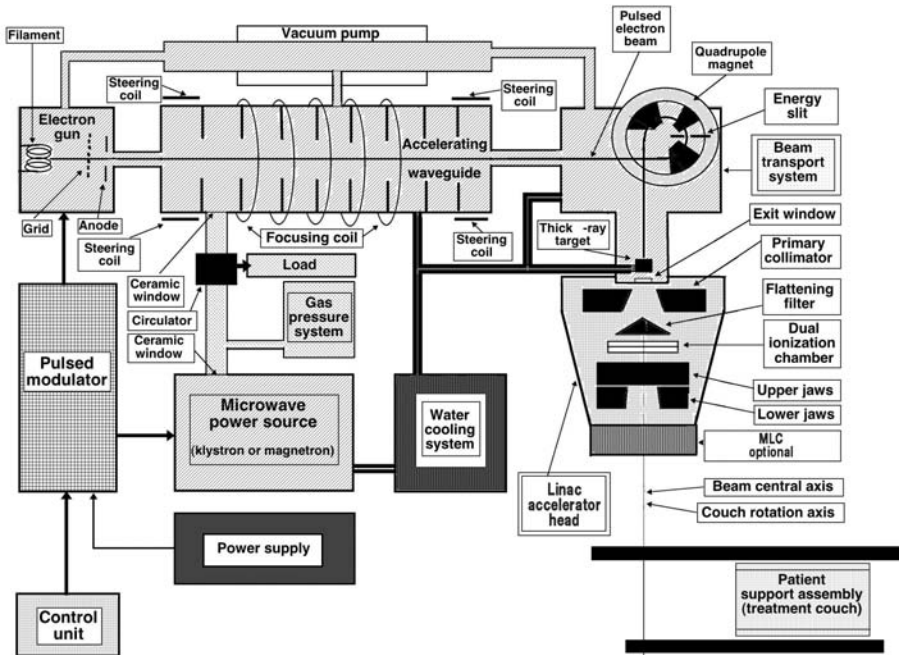 Filament
Vacuum pump
Pulsed
electron
beam
Quadrupole
magnet
Steering
coil
Steering
coil
Energy
slit
Electron
gun
Accelerating
waveguide
Beam
transport
system
Grid
Anode
Steering
coil
Focusing coil
Steering
coil
Thick -ray
target
Exit window
Primary
collimator
Ceramic
window
Load
Circulator
Gas
pressure
system
Flattening
filter
Ceramic
window
Dual
ionization
chamber
Pulsed
modulator
Microwave
power source
(klystron or magnetron)
Water
cooling
system
Upper jaws
Lower jaws
MLC
optional
Linac
accelerator
head
Beam central axis
Couch rotation axis
Power supply
Patient
support assembly
(treatment couch)
Control
unit